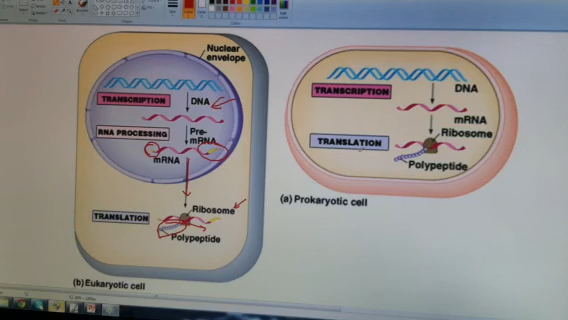 Nuclear
envelope
TRANSCRIPTION
DNA
RNA PROCESSING
Pre-
mRNA
mRNA
TRANSLATION
Ribosome
Polypeptide
(b) Eukaryotic cell
TRANSCRIPTION
DNA
mRNA
Ribosome
TRANSLATION
Polypeptide
(a) Prokaryotic cell